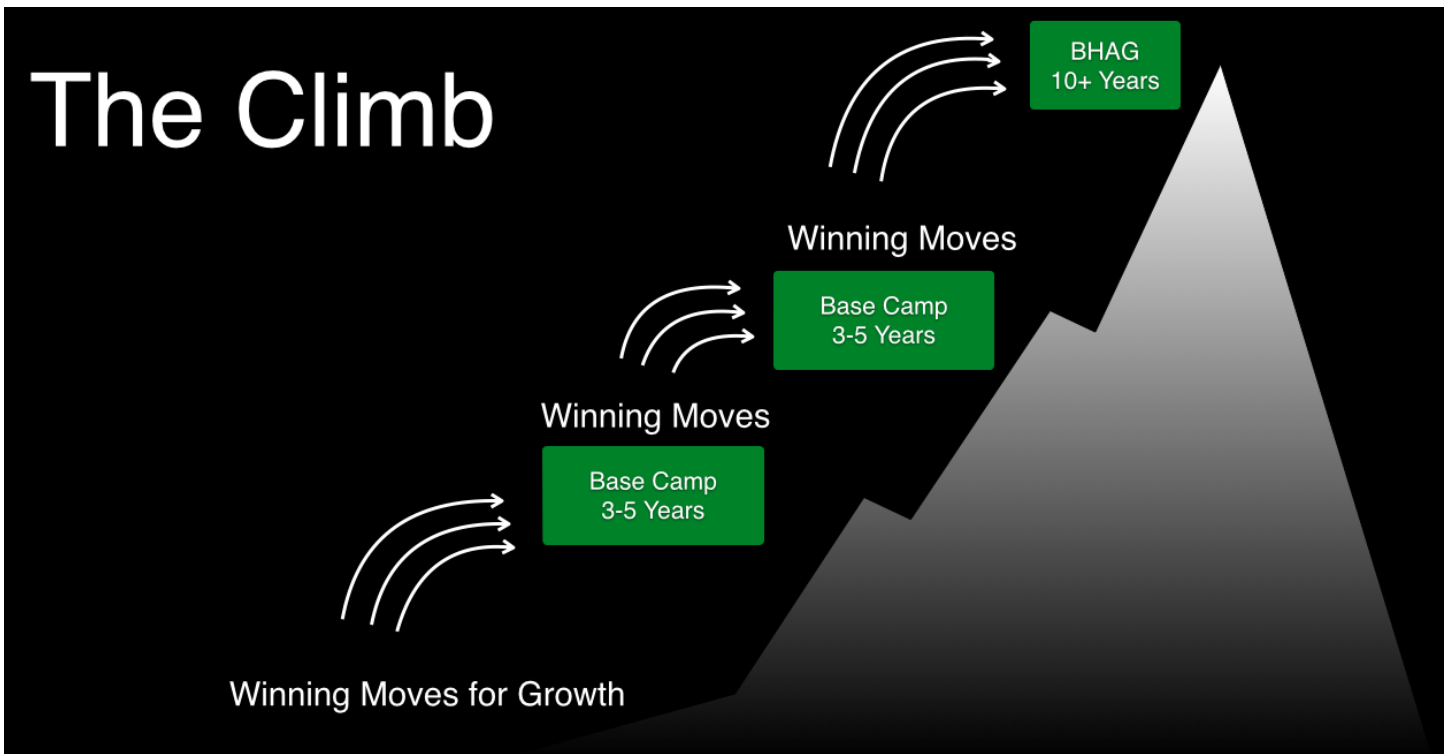 The Climb
BHAG
10+ Years
Winning Moves
Base Camp
3-5 Years
Winning Moves
Base Camp
3-5 Years
Winning Moves for Growth